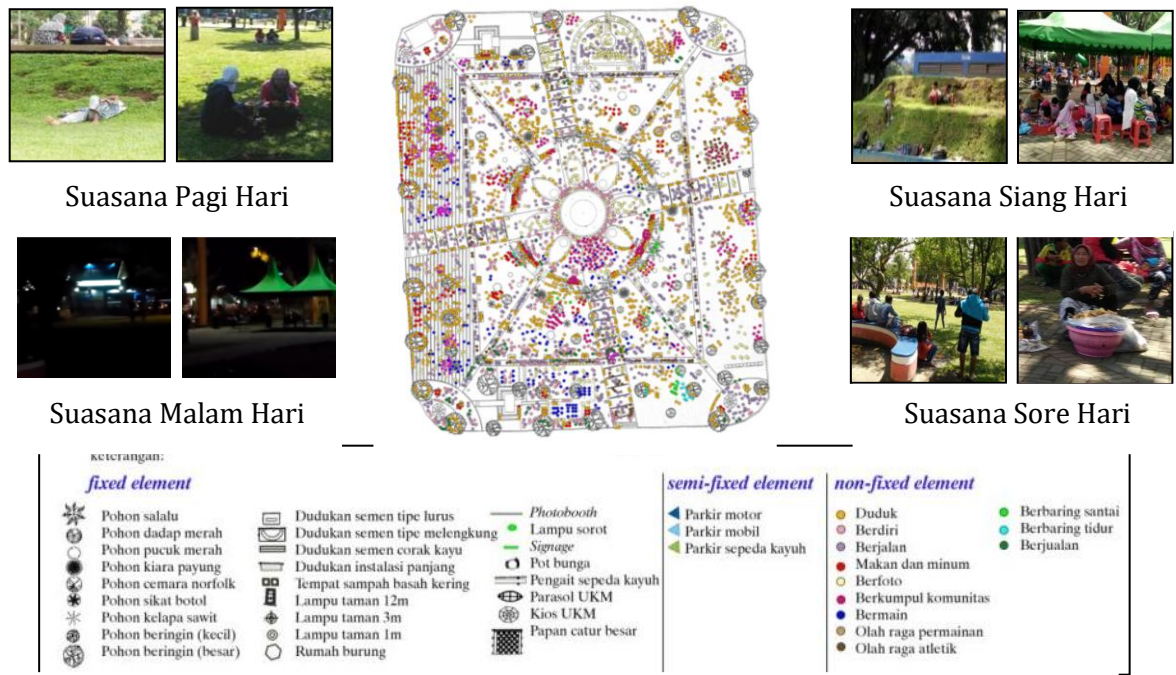 Suasana Pagi Hari
Suasana Siang Hari
Suasana Malam Hari
Suasana Sore Hari
keterangan:
fixed element
Pohon salalu
Pohon dadap merah
Pohon pucuk merah
Pohon kiara payung
Pohon cemara norfolk
Pohon sikat botol
Pohon kelapa sawit
Pohon beringin (kecil)
Pohon beringin (besar)
Dudukan semen tipe lurus
Dudukan semen tipe melengkung
Dudukan semen corak kayu
Dudukan instalasi panjang
Tempat sampah basah kering
Lampu taman 12m
Lampu taman 3m
Lampu taman 1m
Rumah burung
Photobooth
Lampu sorot
Signage
Pot bunga
Pengait sepeda kayuh
Parasol UKM
Kios UKM
Papan catur besar
semi-fixed element
Parkir motor
Parkir mobil
Parkir sepeda kayuh
non-fixed element
Duduk
Berdiri
Berjalan
Makan dan minum
Berfoto
Berkumpul komunitas
Bermain
Olah raga permainan
Olah raga atletik
Berbaring santai
Berbaring tidur
Berjualan